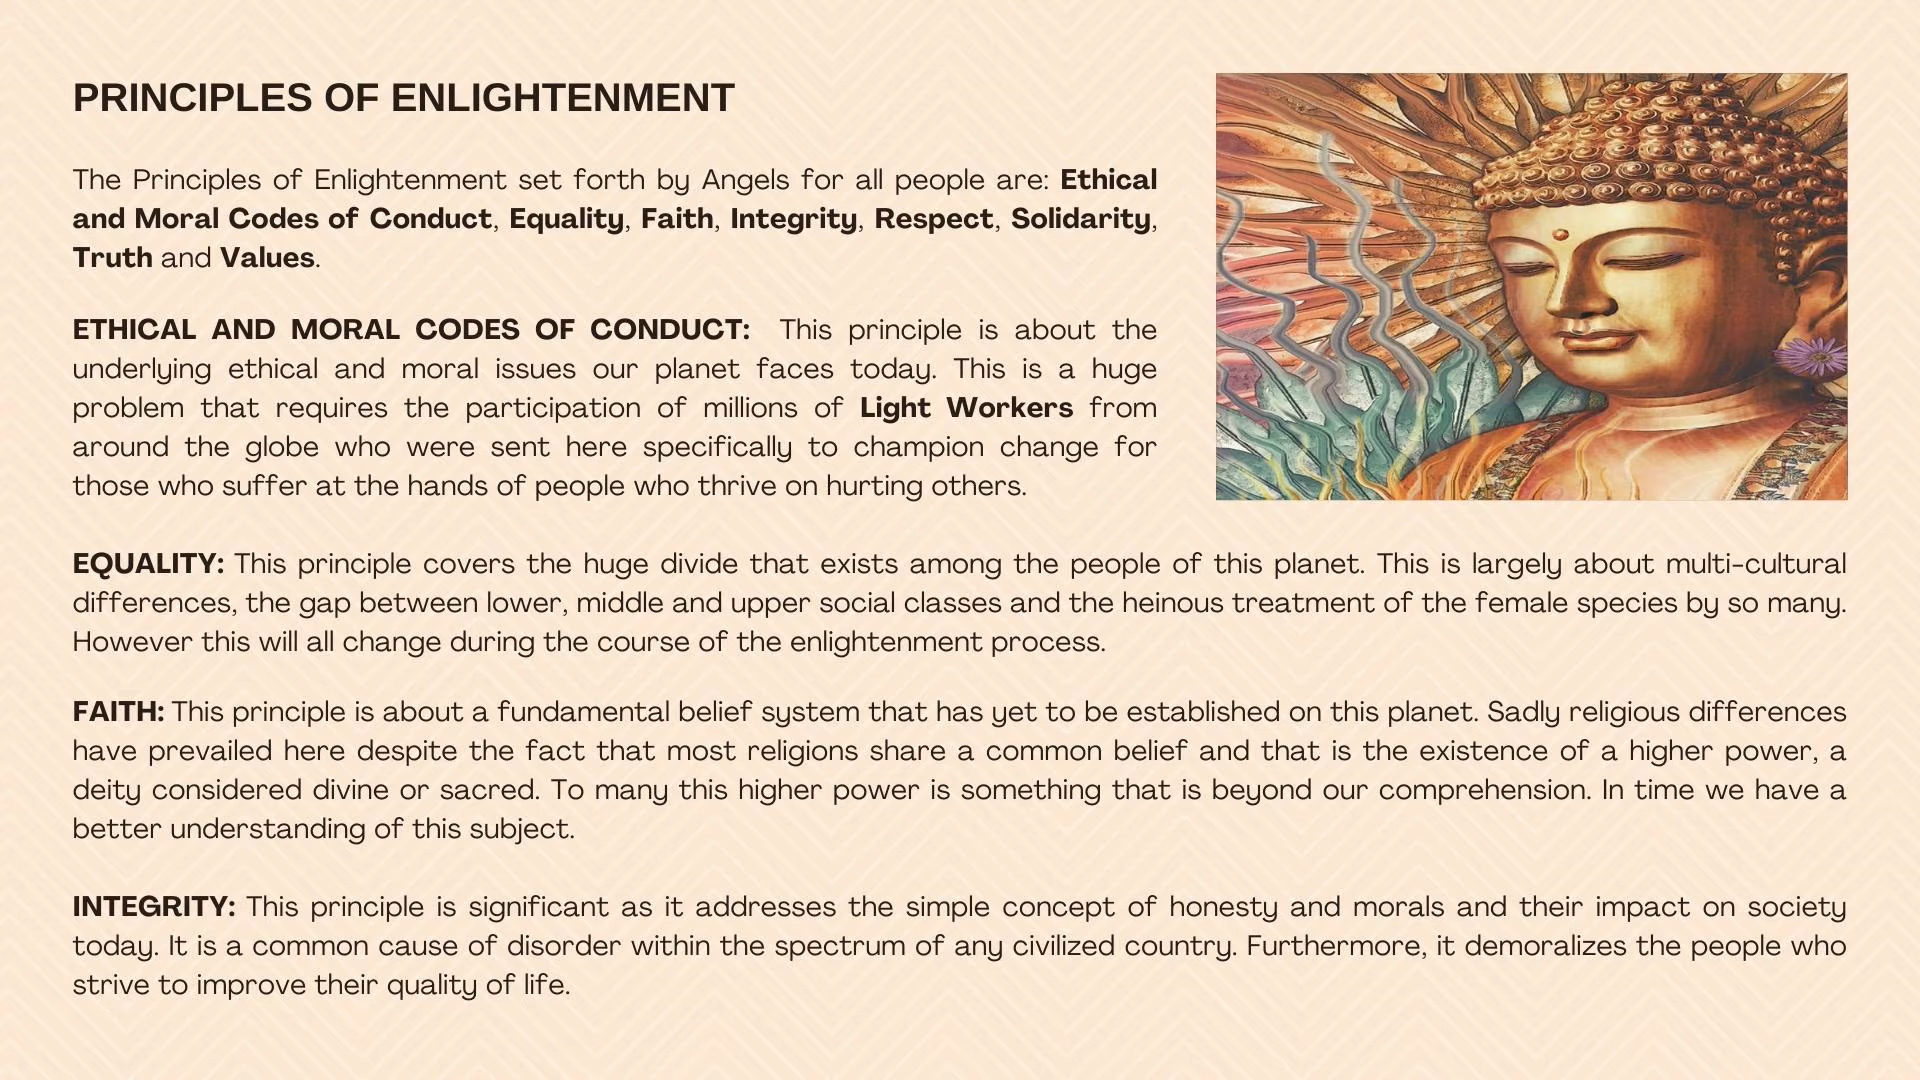 PRINCIPLES OF ENLIGHTENMENT
The Principles of Enlightenment set forth by Angels for all people are: Ethical
and Moral Codes of Conduct, Equality, Faith, Integrity, Respect, Solidarity,
Truth and Values.
ETHICAL AND MORAL CODES OF CONDUCT: This principle is about the
underlying ethical and moral issues our planet faces today. This is a huge
problem that requires the participation of millions of Light Workers from
around the globe who were sent here specifically to champion change for
those who suffer at the hands of people who thrive on hurting others.
EQUALITY: This principle covers the huge divide that exists among the people of this planet. This is largely about multi-cultural
differences, the gap between lower, middle and upper social classes and the heinous treatment of the female species by so many.
However this will all change during the course of the enlightenment process.
FAITH: This principle is about a fundamental belief system that has yet to be established on this planet. Sadly religious differences
have prevailed here despite the fact that most religions share a common belief and that is the existence of a higher power, a
deity considered divine or sacred. To many this higher power is something that is beyond our comprehension. In time we have a
better understanding of this subject.
INTEGRITY: This principle is significant as it addresses the simple concept of honesty and morals and their impact on society
today. It is a common cause of disorder within the spectrum of any civilized country. Furthermore, it demoralizes the people who
strive to improve their quality of life.